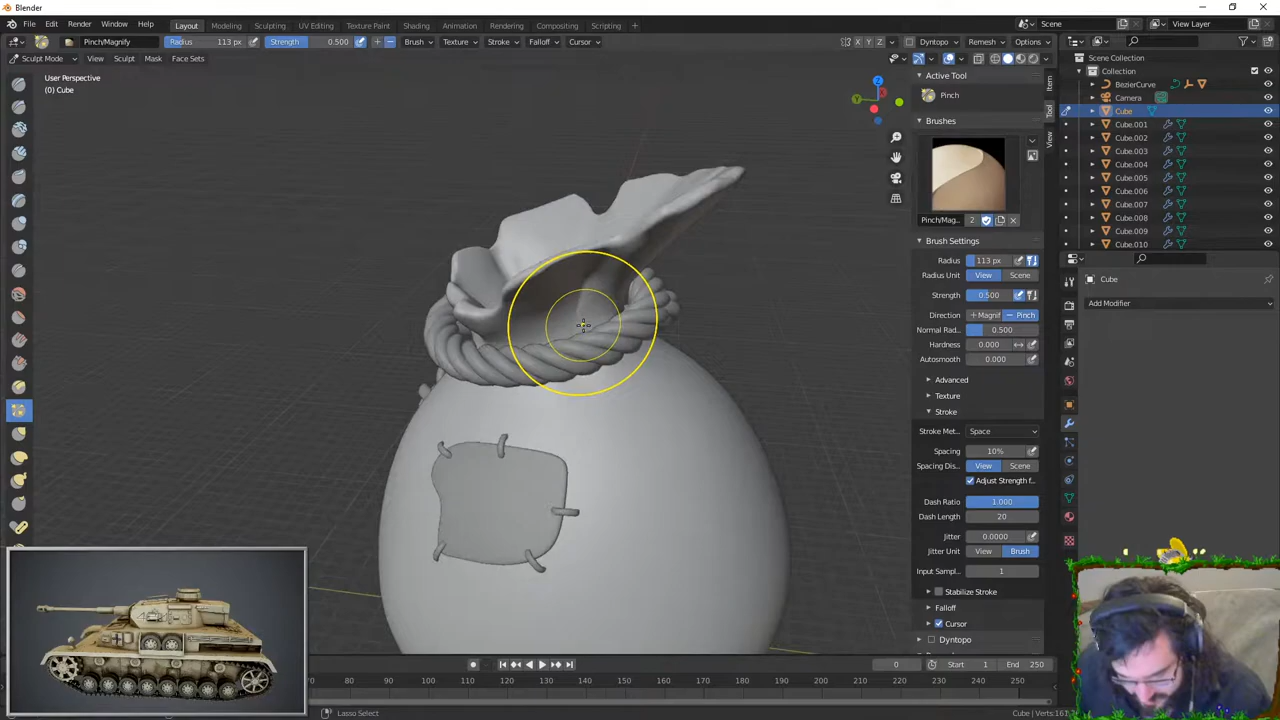 Blender
File Edit Render Window Help Layout Modeling Sculpting UV Editing Texture Paint Shading Animation Rendering Compositing Scripting + Scene View Layer
Pinch/Magnify Radius 113 px Strength 0.500 + − Brush Texture Stroke Falloff Cursor X Y Z Dyntopo Remesh Options
Sculpt Mode View Sculpt Mask Face Sets
User Perspective
(0) Cube
Z
Y
Active Tool
Pinch
Brushes
Pinch/Mag... 2
Brush Settings
Radius 113 px
Radius Unit View Scene
Strength 0.500
Direction + Magnif − Pinch
Normal Rad... 0.500
Hardness 0.000
Autosmooth 0.000
Advanced
Texture
Stroke
Stroke Met... Space
Spacing 10%
Spacing Dis... View Scene
Adjust Strength f...
Dash Ratio 1.000
Dash Length 20
Jitter 0.0000
Jitter Unit View Brush
Input Sampl... 1
Stabilize Stroke
Falloff
Cursor
Dyntopo
Item
Tool
View
Scene Collection
Collection
BezierCurve
Camera
Cube
Cube.001
Cube.002
Cube.003
Cube.004
Cube.005
Cube.006
Cube.007
Cube.008
Cube.009
Cube.010
Cube
Add Modifier
0 Start 1 End 250
70 80 90 100 110 120 130 140 150 160 170 180 190 200 210 220 230 240 250
Lasso Select